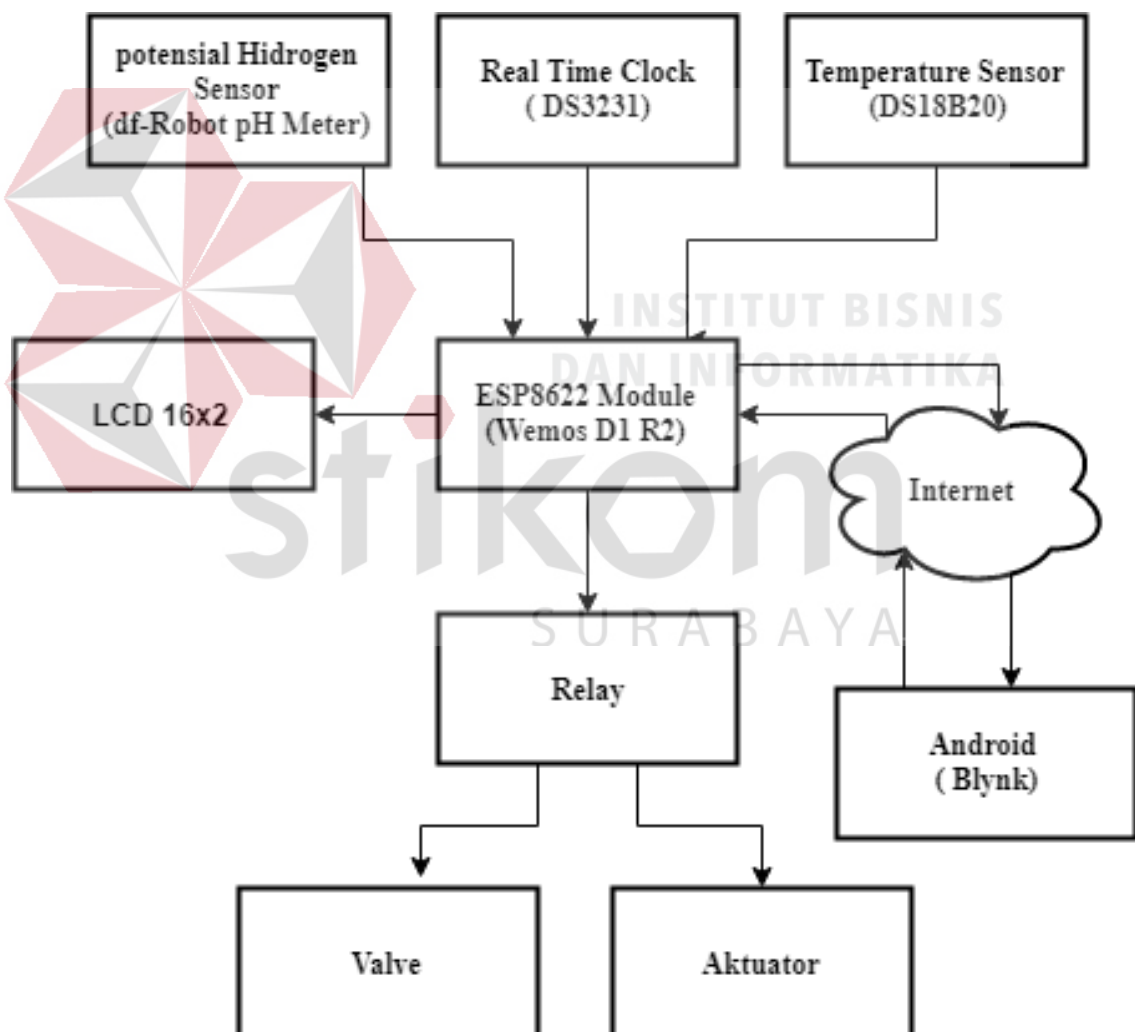 potensial Hidrogen
Sensor
(df-Robot pH Meter)
Real Time Clock
( DS3231)
Temperature Sensor
(DS18B20)
INSTITUT BISNIS
DAN INFORMATIKA
LCD 16x2
ESP8622 Module
(Wemos D1 R2)
Internet
stikom
SURABAYA
Relay
Android
( Blynk)
Valve
Aktuator